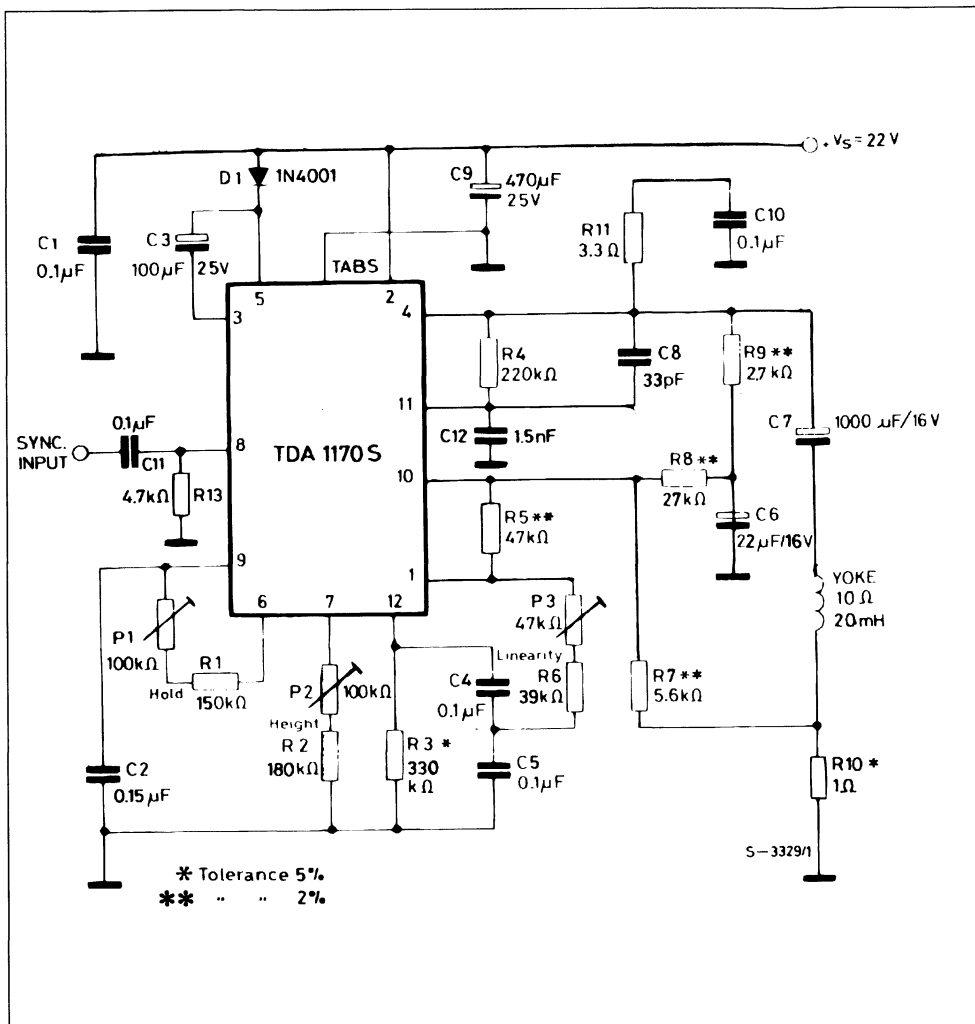 + VS = 22 V
D1
1N4001
C9
470µF
25V
C1
0.1µF
C3
100µF 25V
TABS
R11
3.3 Ω
C10
0.1µF
5
2
3
4
R4
220kΩ
C8
33pF
R9 **
2.7 kΩ
C7
1000 µF/16V
0.1µF
SYNC.
INPUT
C11
8
TDA 1170 S
11
C12
1.5nF
4.7kΩ
R13
10
R8 **
27kΩ
R5 **
47kΩ
C6
22µF/16V
9
1
6
7
12
YOKE
10 Ω
20mH
P1
100kΩ
Hold
R1
150kΩ
P2
100kΩ
Height
R2
180kΩ
P3
47kΩ
Linearity
C4
0.1µF
R6
39kΩ
R7 **
5.6kΩ
C2
0.15µF
R3 *
330
kΩ
C5
0.1µF
R10 *
1Ω
S-3329/1
* Tolerance 5%
** " " 2%